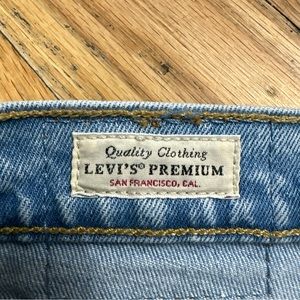 Quality Clothing
LEVI'S® PREMIUM
SAN FRANCISCO, CAL.